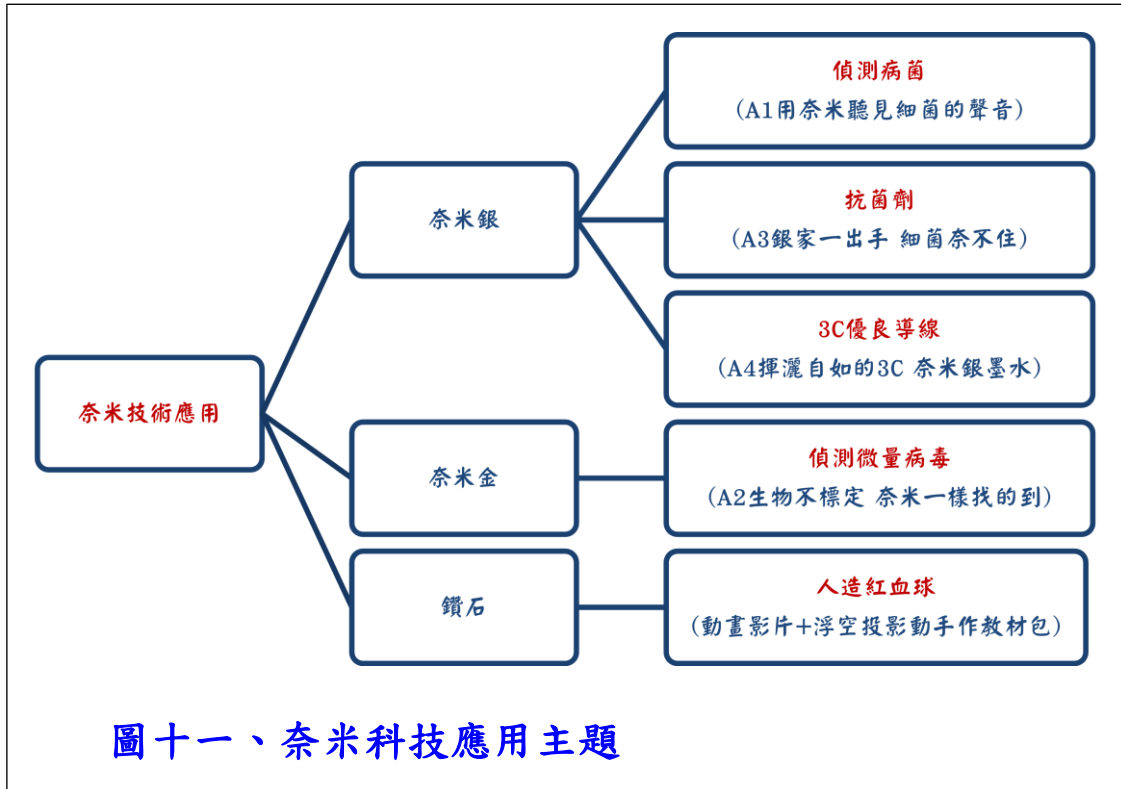 偵測病菌
(A1用奈米聽見細菌的聲音)
奈米銀
抗菌劑
(A3銀家一出手 細菌奈不住)
3C優良導線
(A4揮灑自如的3C 奈米銀墨水)
奈米技術應用
奈米金
偵測微量病毒
(A2生物不標定 奈米一樣找的到)
鑽石
人造紅血球
(動畫影片+浮空投影動手作教材包)
圖十一、奈米科技應用主題